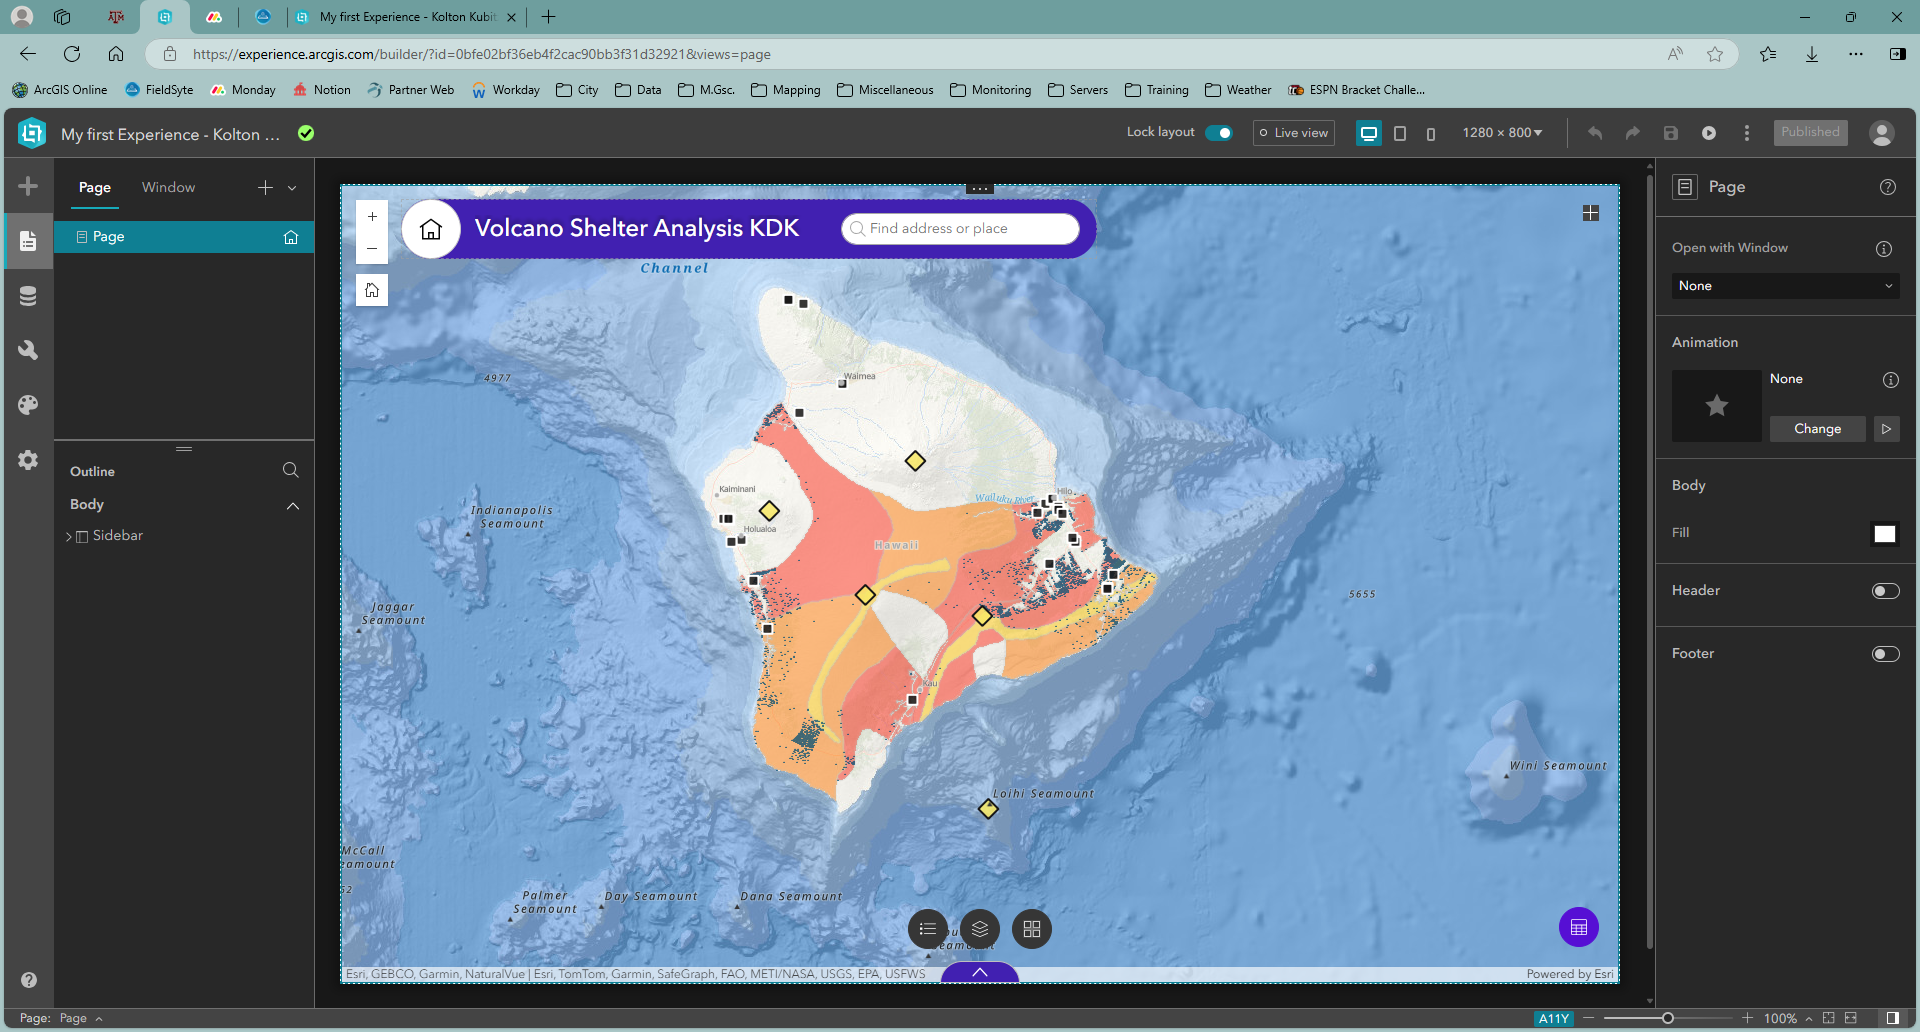 My first Experience - Kolton Kubit
https://experience.arcgis.com/builder/?id=0bfe02bf36eb4f2cac90bb3f31d32921&views=page
ArcGIS Online
FieldSyte
Monday
Notion
Partner Web
Workday
City
Data
M.Gsc.
Mapping
Miscellaneous
Monitoring
Servers
Training
Weather
ESPN Bracket Challe...
My first Experience - Kolton ...
Lock layout
Live view
1280 × 800
Published
Page
Window
Page
Outline
Body
Sidebar
Volcano Shelter Analysis KDK
Find address or place
Channel
4977
Waimea
Kaiminani
Holualoa
Wailuku River
Hilo
Hawaii
Indianapolis
Seamount
Jaggar
Seamount
5655
Kau
Wini Seamount
Loihi Seamount
McCall
eamount
Palmer
Seamount
Day Seamount
Dana Seamount
Esri, GEBCO, Garmin, NaturalVue | Esri, TomTom, Garmin, SafeGraph, FAO, METI/NASA, USGS, EPA, USFWS
Powered by Esri
Page
Open with Window
None
Animation
None
Change
Body
Fill
Header
Footer
Page:
Page
A11Y
100%